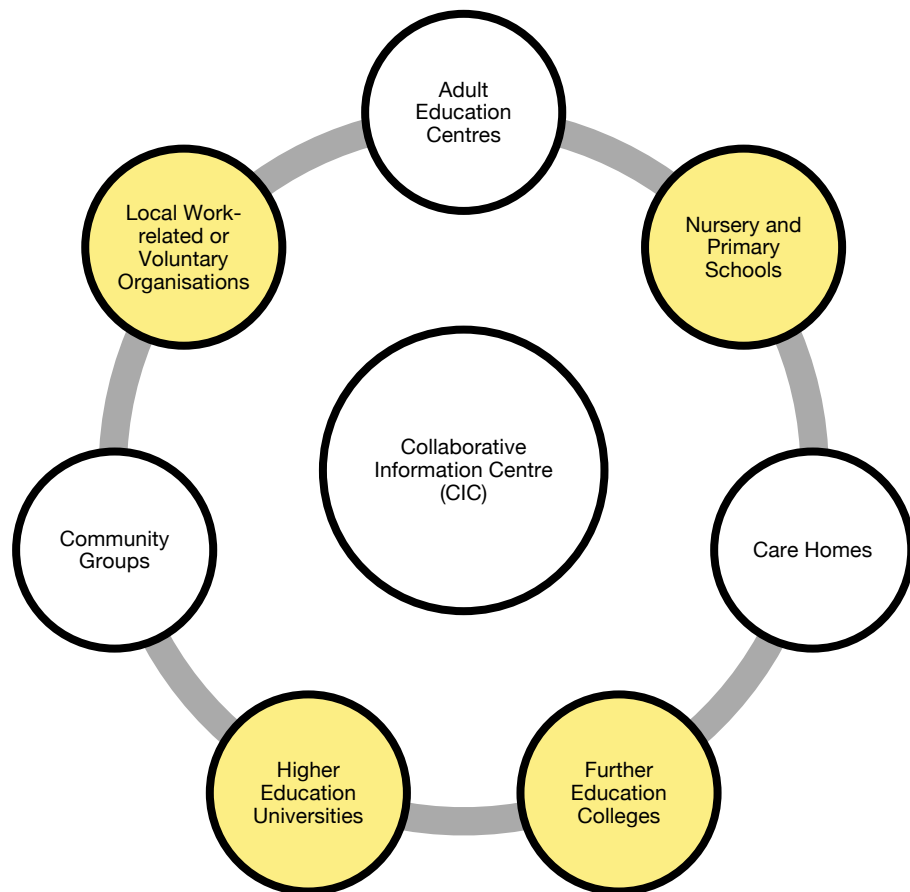 Adult
Education
Centres
Local Work-
related or
Voluntary
Organisations
Nursery and
Primary
Schools
Collaborative
Information Centre
(CIC)
Community
Groups
Care Homes
Higher
Education
Universities
Further
Education
Colleges